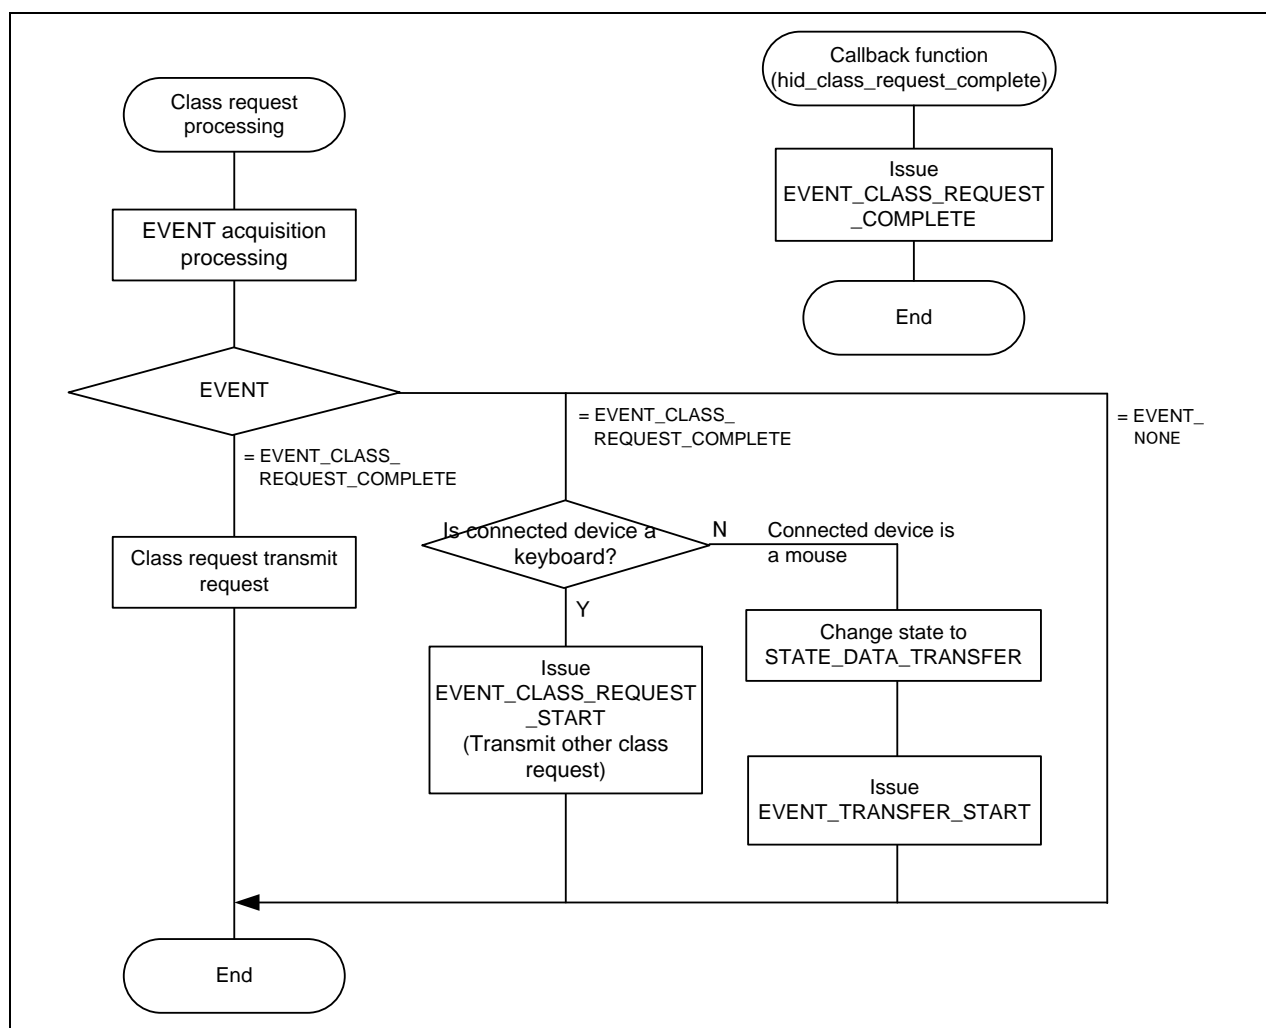 Class request
processing
EVENT acquisition
processing
EVENT
= EVENT_CLASS_
REQUEST_COMPLETE
Class request transmit
request
End
= EVENT_CLASS_
REQUEST_COMPLETE
Is connected device a
keyboard?
N
Connected device is
a mouse
Y
Issue
EVENT_CLASS_REQUEST
_START
(Transmit other class
request)
Change state to
STATE_DATA_TRANSFER
Issue
EVENT_TRANSFER_START
= EVENT_
NONE
Callback function
(hid_class_request_complete)
Issue
EVENT_CLASS_REQUEST
_COMPLETE
End